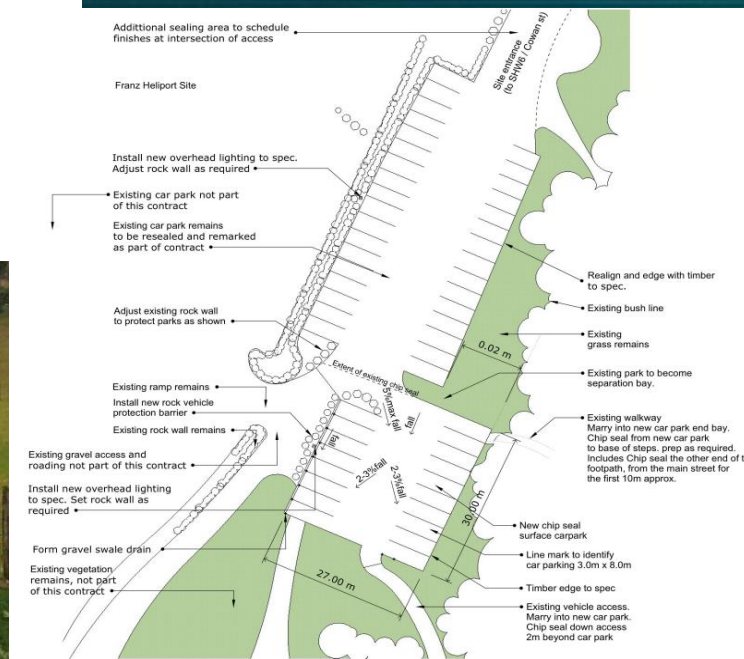 Addittional sealing area to schedule
finishes at intersection of access
Site entrance
(to SHW6 / Cowan st)
Franz Heliport Site
Install new overhead lighting to spec.
Adjust rock wall as required
Existing car park not part
of this contract
Existing car park remains
to be resealed and remarked
as part of contract
Adjust existing rock wall
to protect parks as shown
Existing ramp remains
Install new rock vehicle
protection barrier
Existing rock wall remains
Existing gravel access and
roading not part of this contract
Install new overhead lighting
to spec. Set rock wall as
required
Form gravel swale drain
Existing vegetation
remains, not part
of this contract
Extent of existing chip seal
5%max fall
fall
fall
2-3%fall
2-3%fall
0.02 m
30.00 m
27.00 m
Realign and edge with timber
to spec.
Existing bush line
Existing
grass remains
Existing park to become
separation bay.
Existing walkway
Marry into new car park end bay.
Chip seal from new car park
to base of steps. prep as required.
Includes Chip seal the other end of t
footpath, from the main street for
the first 10m approx.
New chip seal
surface carpark
Line mark to identify
car parking 3.0m x 8.0m
Timber edge to spec
Existing vehicle access.
Marry into new car park.
Chip seal down access
2m beyond car park